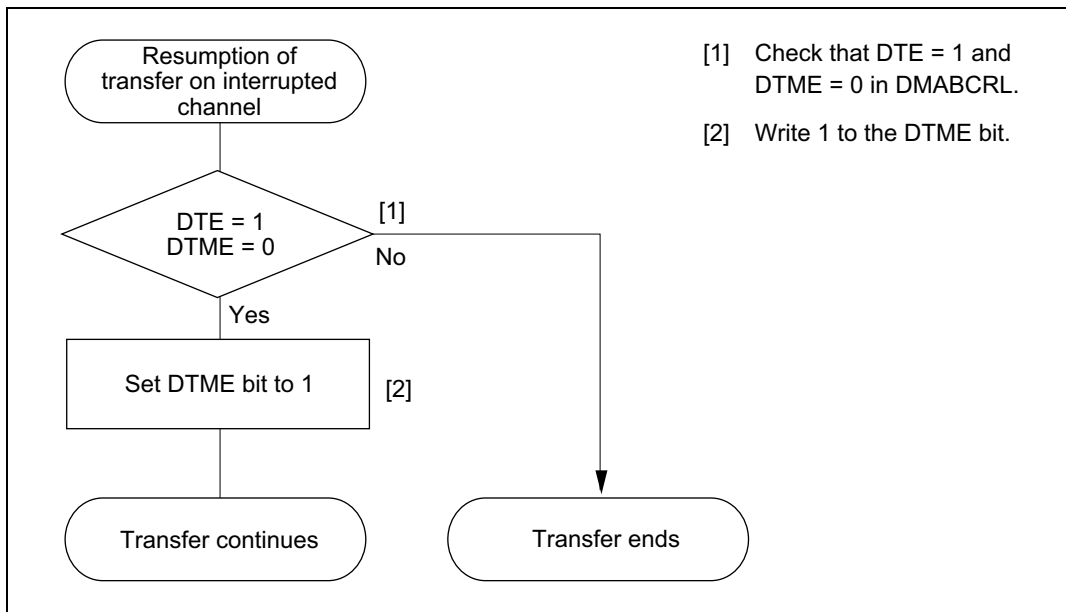 Resumption of
transfer on interrupted
channel
[1] Check that DTE = 1 and
DTME = 0 in DMABCRL.
[2] Write 1 to the DTME bit.
DTE = 1
DTME = 0
[1]
No
Yes
Set DTME bit to 1
[2]
Transfer continues
Transfer ends